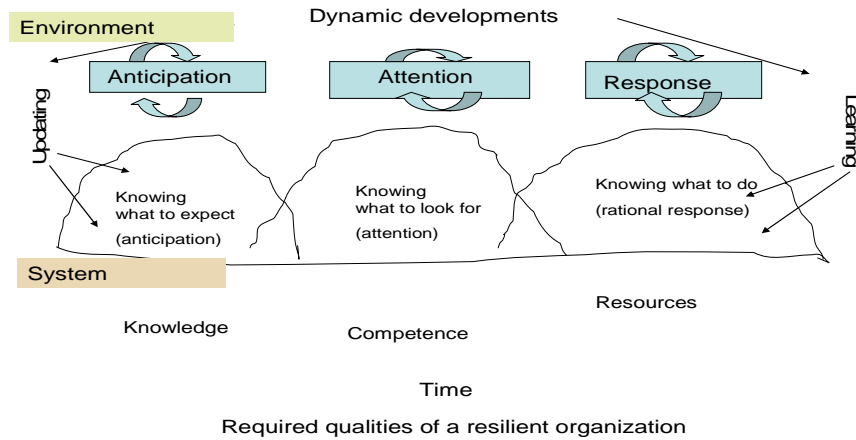 Dynamic developments
Environment
Anticipation
Attention
Response
Updating
Learning
Knowing
what to expect
(anticipation)
Knowing
what to look for
(attention)
Knowing what to do
(rational response)
System
Knowledge
Competence
Resources
Time
Required qualities of a resilient organization